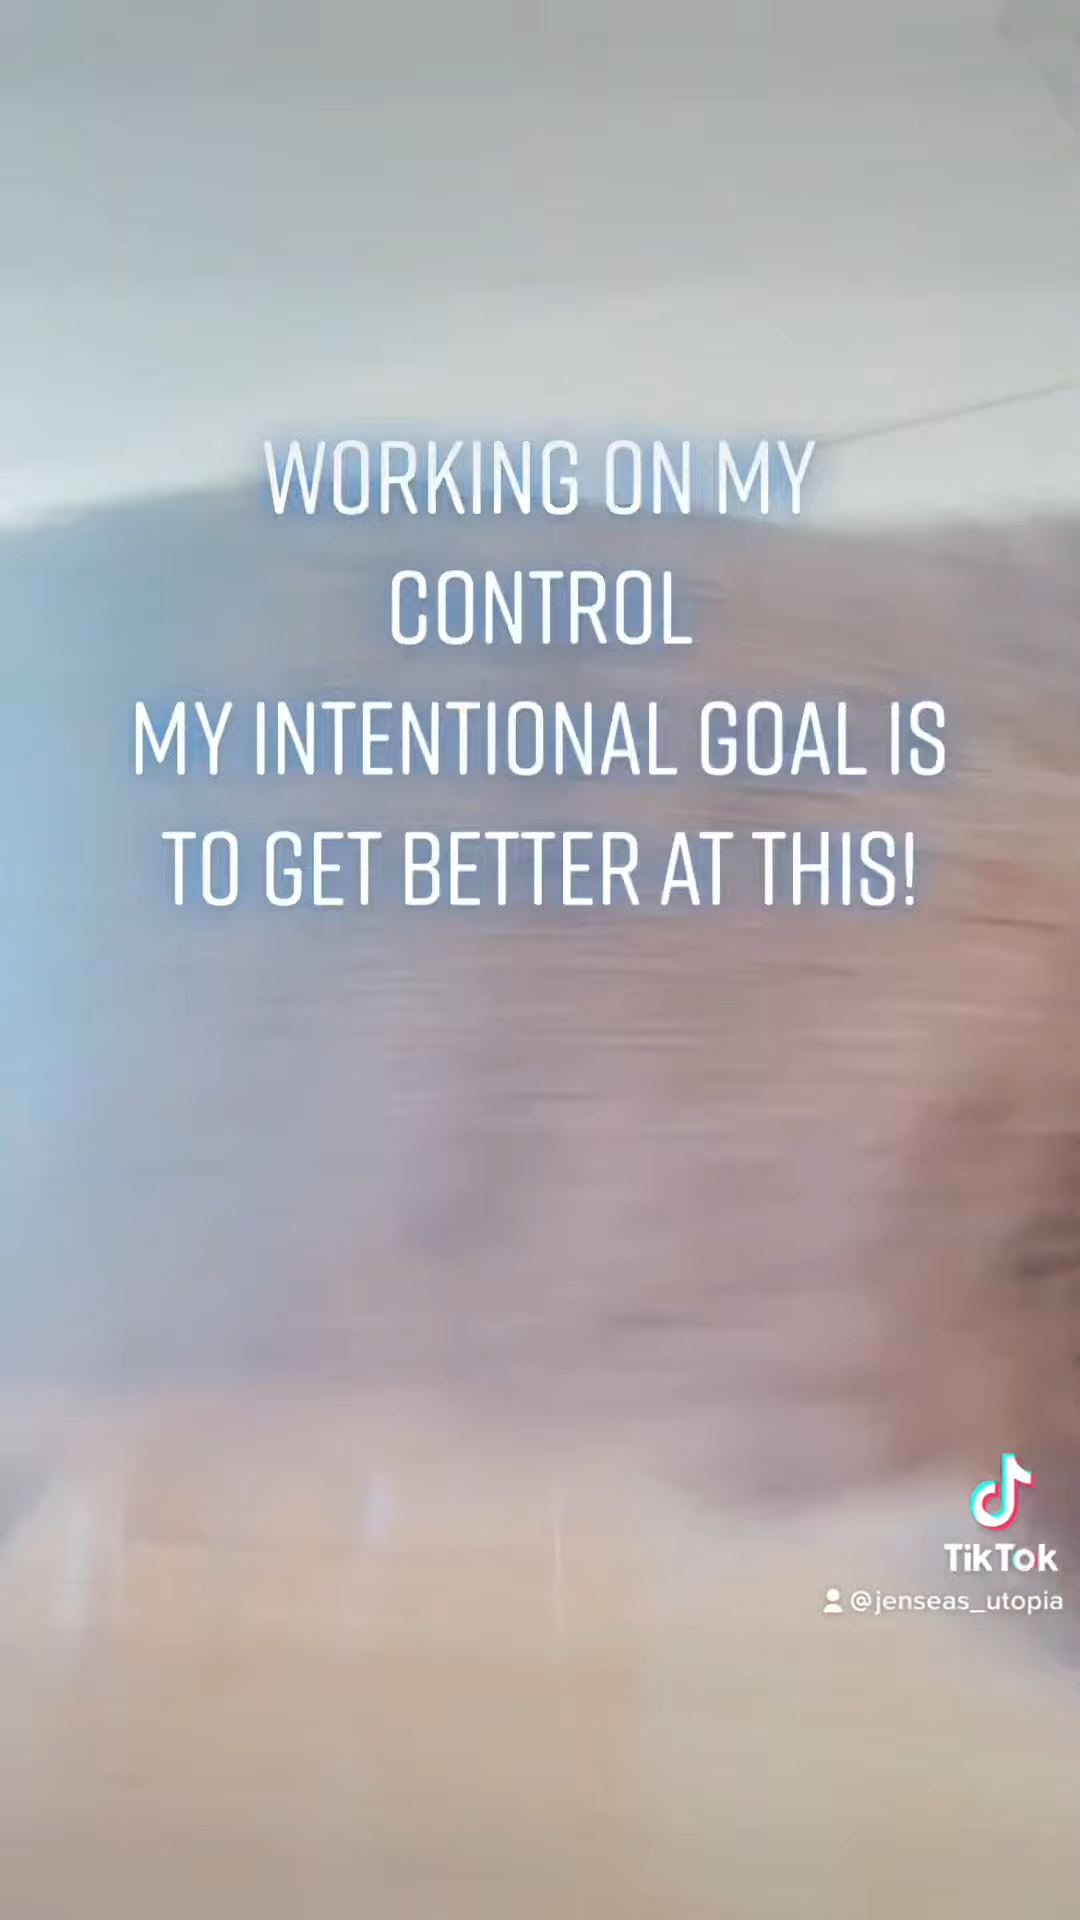 WORKING ON MY
CONTROL
MY INTENTIONAL GOAL IS
TO GET BETTER AT THIS!
TikTok
@jenseas_utopia